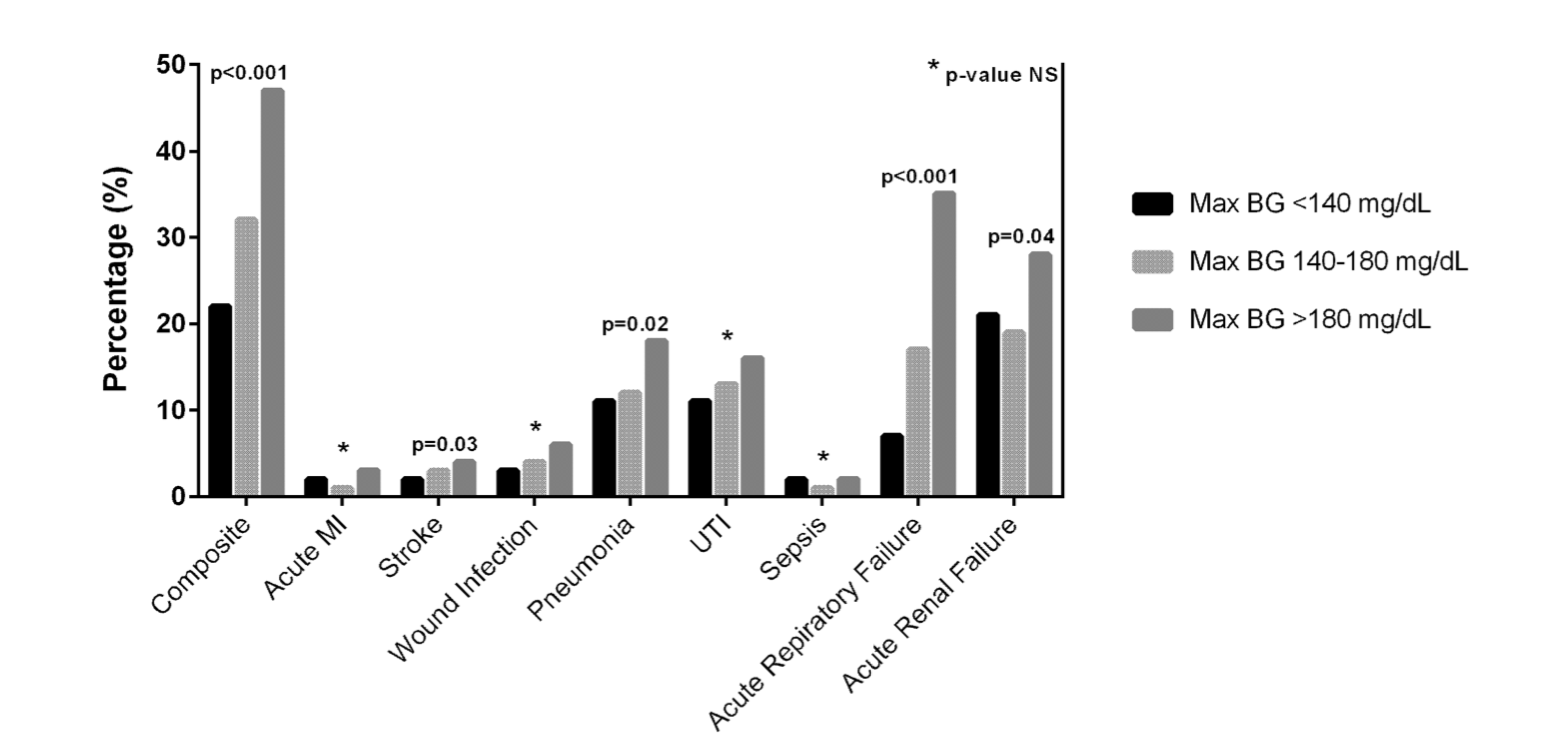 50
40
30
20
10
0
Percentage (%)
p<0.001
*
p=0.03
*
p=0.02
*
*
p<0.001
p=0.04
* p-value NS
Composite
Acute MI
Stroke
Wound Infection
Pneumonia
UTI
Sepsis
Acute Repiratory Failure
Acute Renal Failure
Max BG <140 mg/dL
Max BG 140-180 mg/dL
Max BG >180 mg/dL